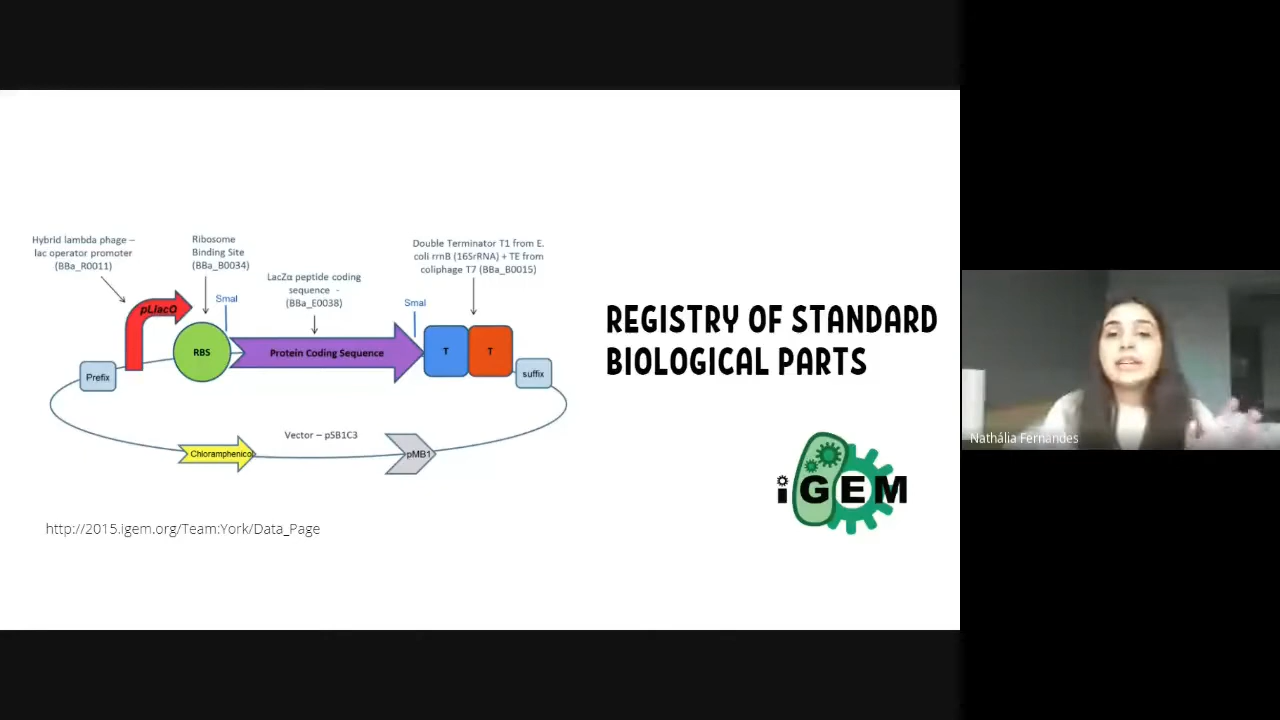 Hybrid lambda phage –
lac operator promoter
(BBa_R0011)
Ribosome
Binding Site
(BBa_B0034)
LacZα peptide coding
sequence -
(BBa_E0038)
Double Terminator T1 from E.
coli rrnB (16SrRNA) + TE from
coliphage T7 (BBa_B0015)
SmaI
SmaI
pLlacO
RBS
Protein Coding Sequence
T
T
Prefix
suffix
Vector – pSB1C3
Chloramphenicol
pMB1
http://2015.igem.org/Team:York/Data_Page
REGISTRY OF STANDARD
BIOLOGICAL PARTS
iGEM
Nathália Fernandes